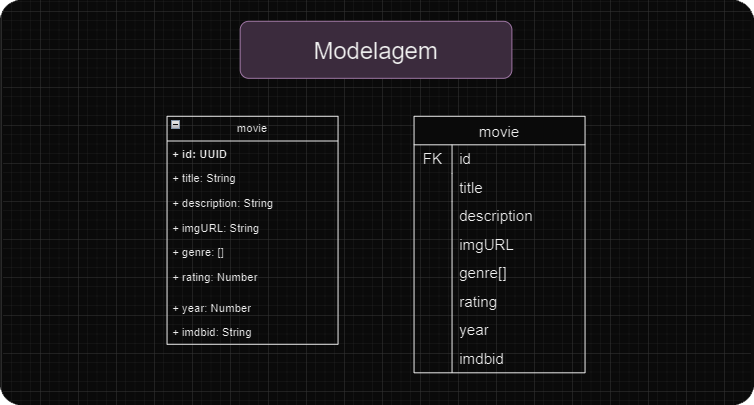 Modelagem
movie
+ id: UUID
+ title: String
+ description: String
+ imgURL: String
+ genre: []
+ rating: Number
+ year: Number
+ imdbid: String
movie
FK id
title
description
imgURL
genre[]
rating
year
imdbid